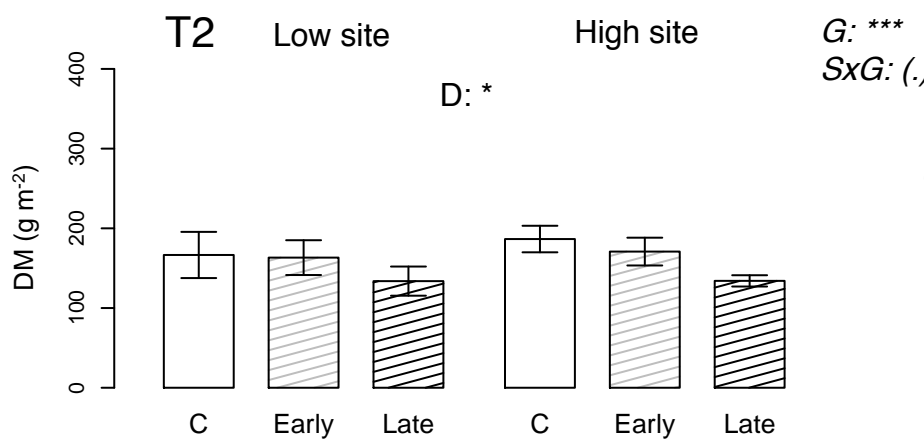 T2 Low site High site G: ***
SxG: (.)
D: *
DM (g m-2)
400
300
200
100
0
C Early Late C Early Late